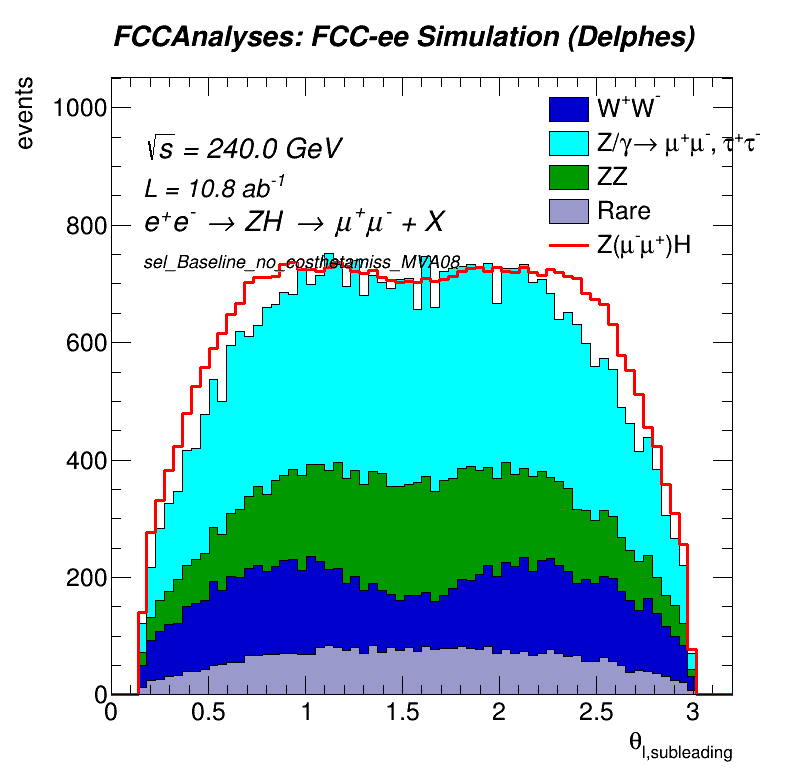 FCCAnalyses: FCC-ee Simulation (Delphes)
events
1000
800
600
400
200
0
√s = 240.0 GeV
L = 10.8 ab⁻¹
e⁺e⁻ → ZH → μ⁺μ⁻ + X
sel_Baseline_no_costhetamiss_MVA08
W⁺W⁻
Z/γ→ μ⁺μ⁻, τ⁺τ⁻
ZZ
Rare
Z(μ⁻μ⁺)H
0 0.5 1 1.5 2 2.5 3
θl,subleading